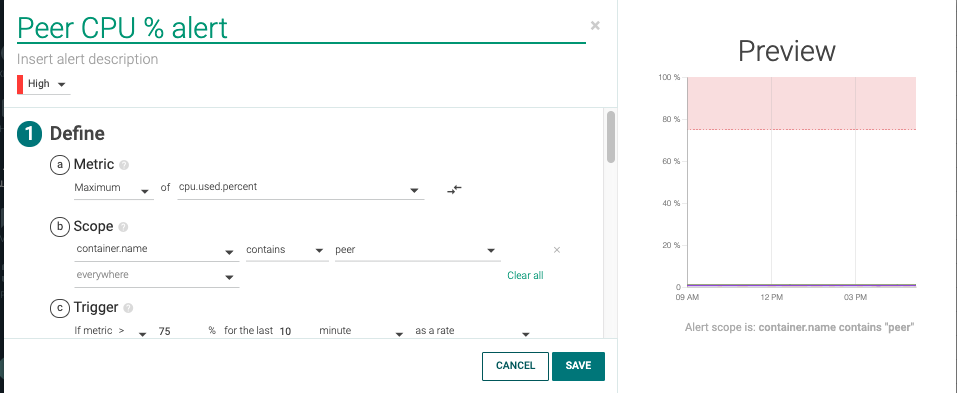 Peer CPU % alert
×
Insert alert description
High
1 Define
a Metric ?
Maximum of cpu.used.percent
b Scope ?
container.name contains peer ×
everywhere
Clear all
c Trigger ?
If metric > 75 % for the last 10 minute as a rate
CANCEL SAVE
Preview
100 %
80 %
60 %
40 %
20 %
0
09 AM 12 PM 03 PM
Alert scope is: container.name contains "peer"